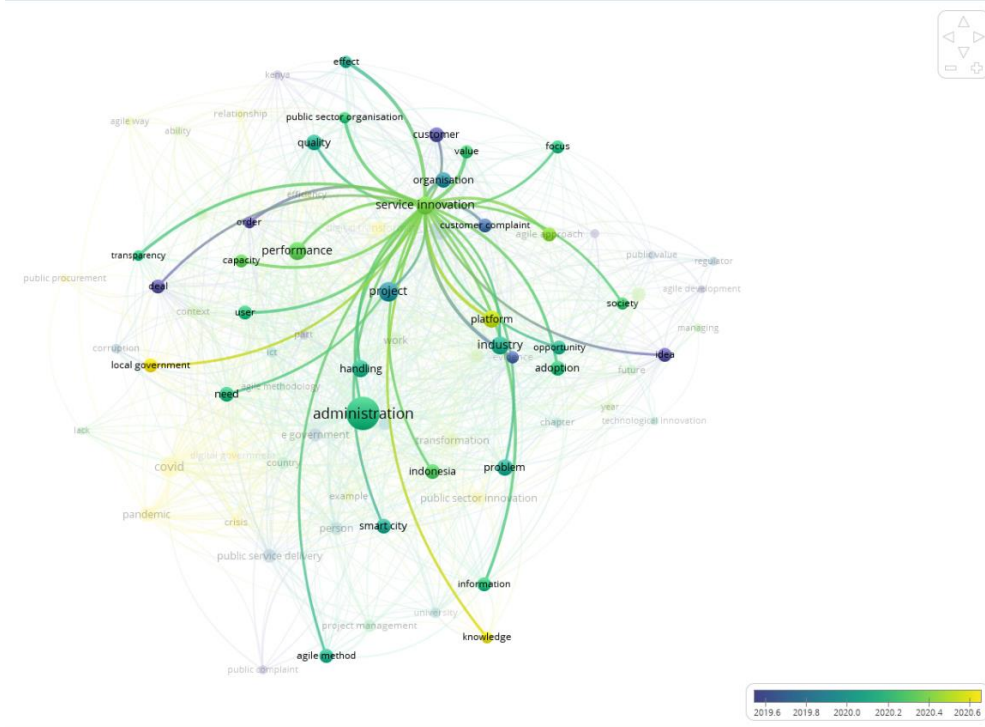 effect
kenya
relationship
public sector organisation
agile way
ability
customer
quality
value
focus
organisation
efficiency
service innovation
order
customer complaint
agile approach
performance
transparency
capacity
public value
regulator
public procurement
deal
project
agile development
society
context
user
platform
managing
part
work
corruption
ict
industry
opportunity
idea
local government
handling
adoption
future
need
agile methodology
year
administration
technological innovation
chapter
lack
e government
transformation
digital government
country
covid
indonesia
problem
example
public sector innovation
pandemic
crisis
person
smart city
public service delivery
information
university
project management
knowledge
agile method
public complaint
2019.6 2019.8 2020.0 2020.2 2020.4 2020.6